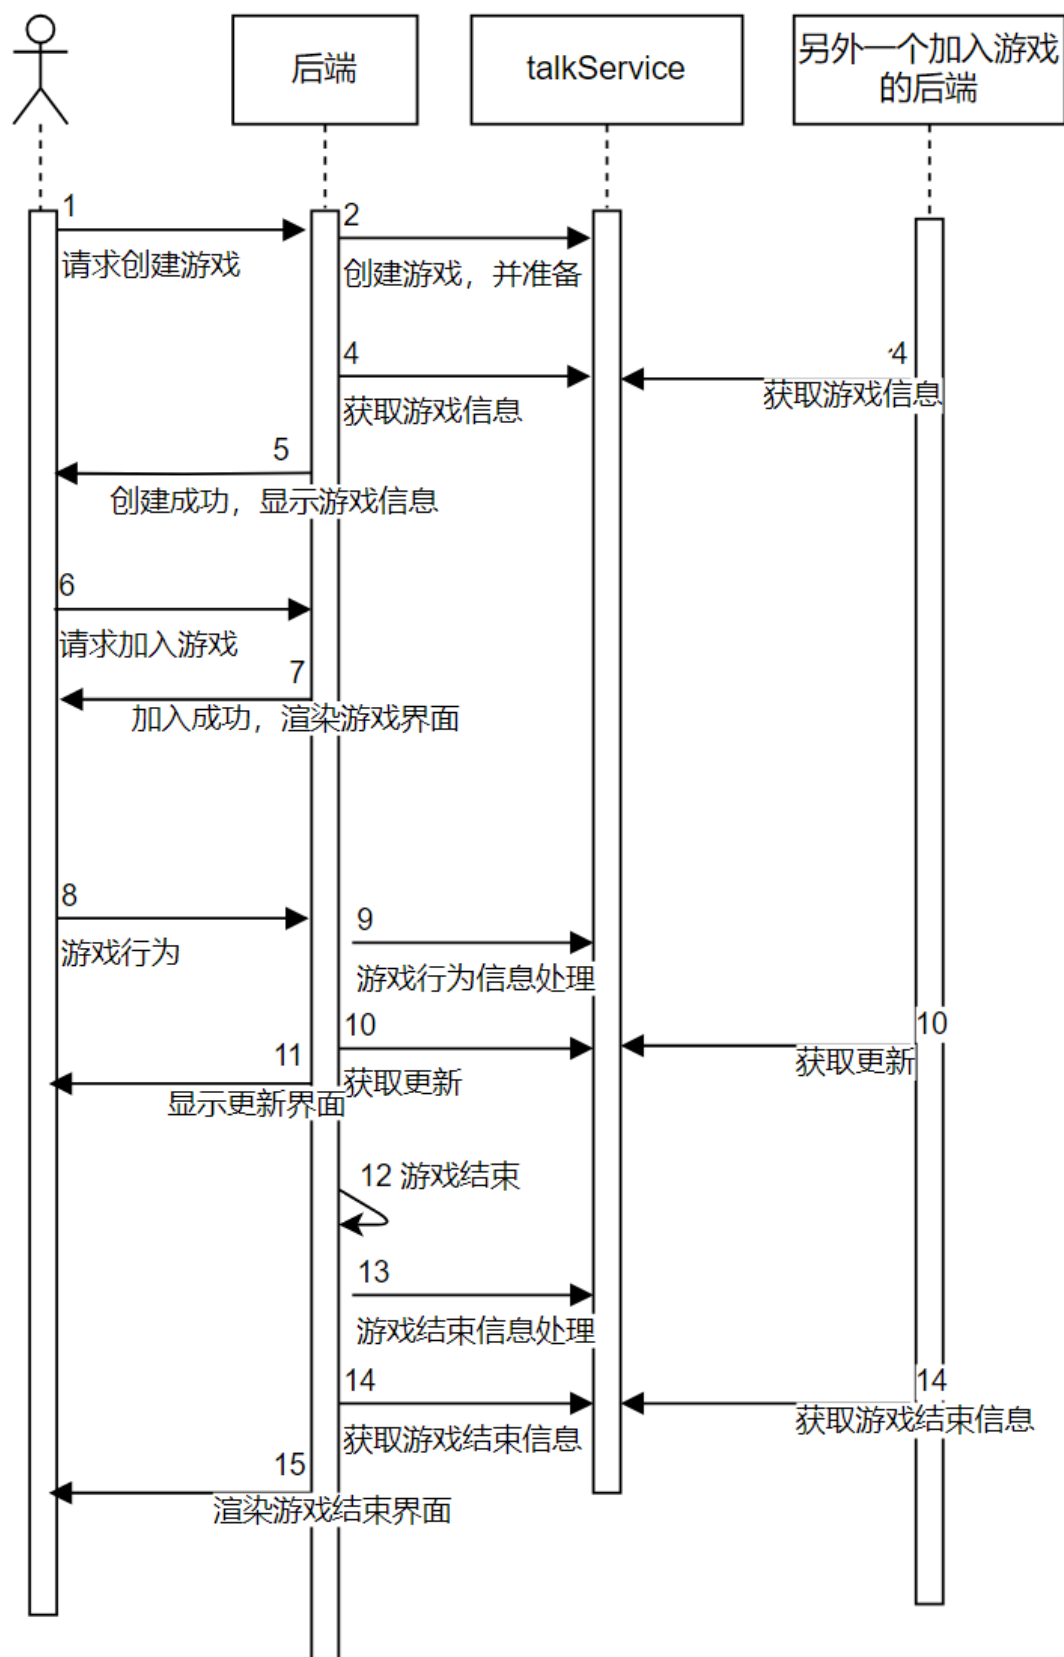 后端
talkService
另外一个加入游戏
的后端
1
请求创建游戏
2
创建游戏，并准备
4
获取游戏信息
4
获取游戏信息
5
创建成功，显示游戏信息
6
请求加入游戏
7
加入成功，渲染游戏界面
8
游戏行为
9
游戏行为信息处理
10
获取更新
10
获取更新
11
显示更新界面
12 游戏结束
13
游戏结束信息处理
14
获取游戏结束信息
14
获取游戏结束信息
15
渲染游戏结束界面